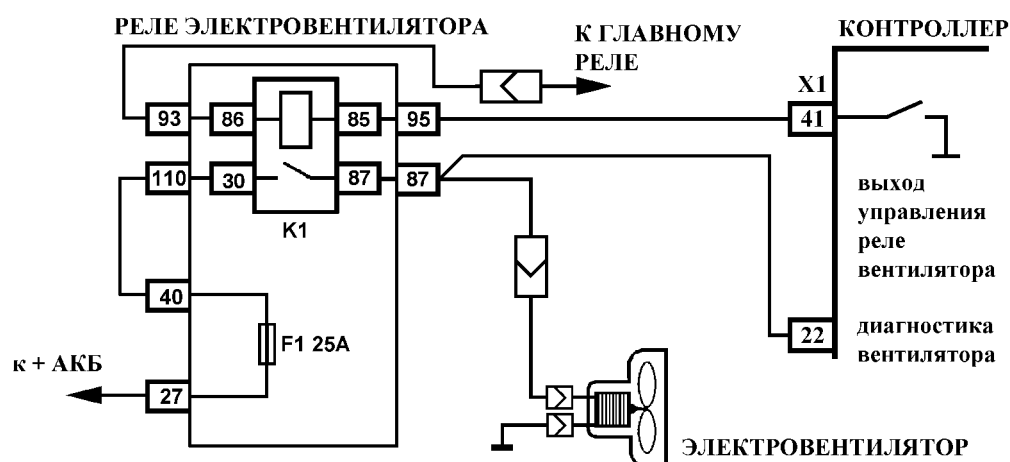 РЕЛЕ ЭЛЕКТРОВЕНТИЛЯТОРА
К ГЛАВНОМУ
РЕЛЕ
КОНТРОЛЛЕР
X1
93
86
85
95
41
110
30
87
87
K1
выход
управления
реле
вентилятора
40
F1 25A
22
диагностика
вентилятора
к + АКБ
27
ЭЛЕКТРОВЕНТИЛЯТОР